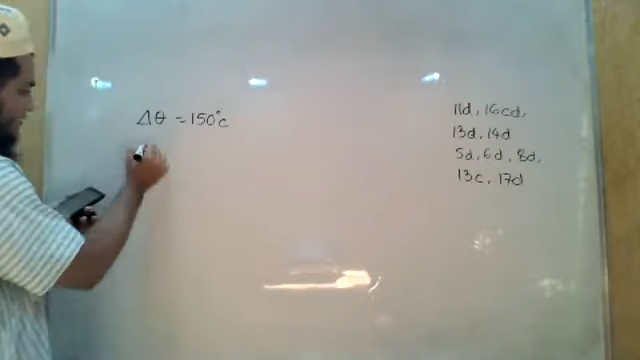 Δθ = 150°c
11d, 16cd,
13d, 14d
5d, 6d, 8d,
13c, 17d